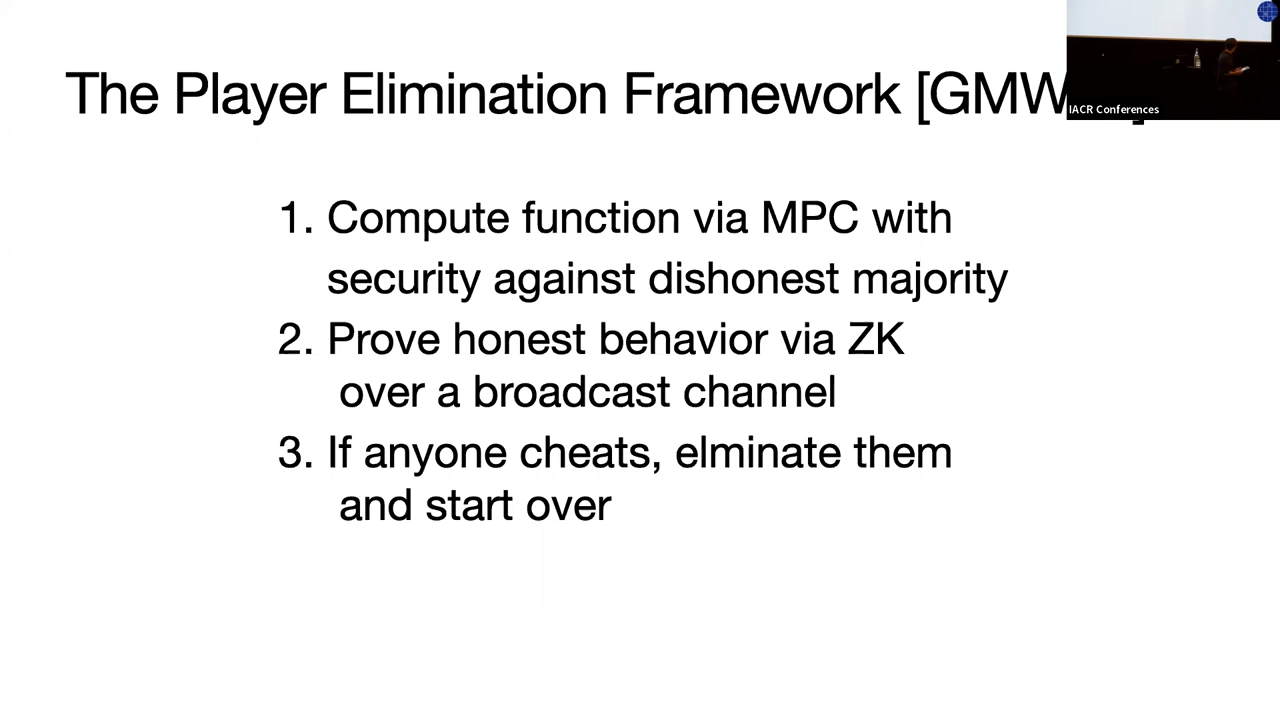 The Player Elimination Framework [GMW
IACR Conferences
1. Compute function via MPC with
security against dishonest majority
2. Prove honest behavior via ZK
over a broadcast channel
3. If anyone cheats, elminate them
and start over